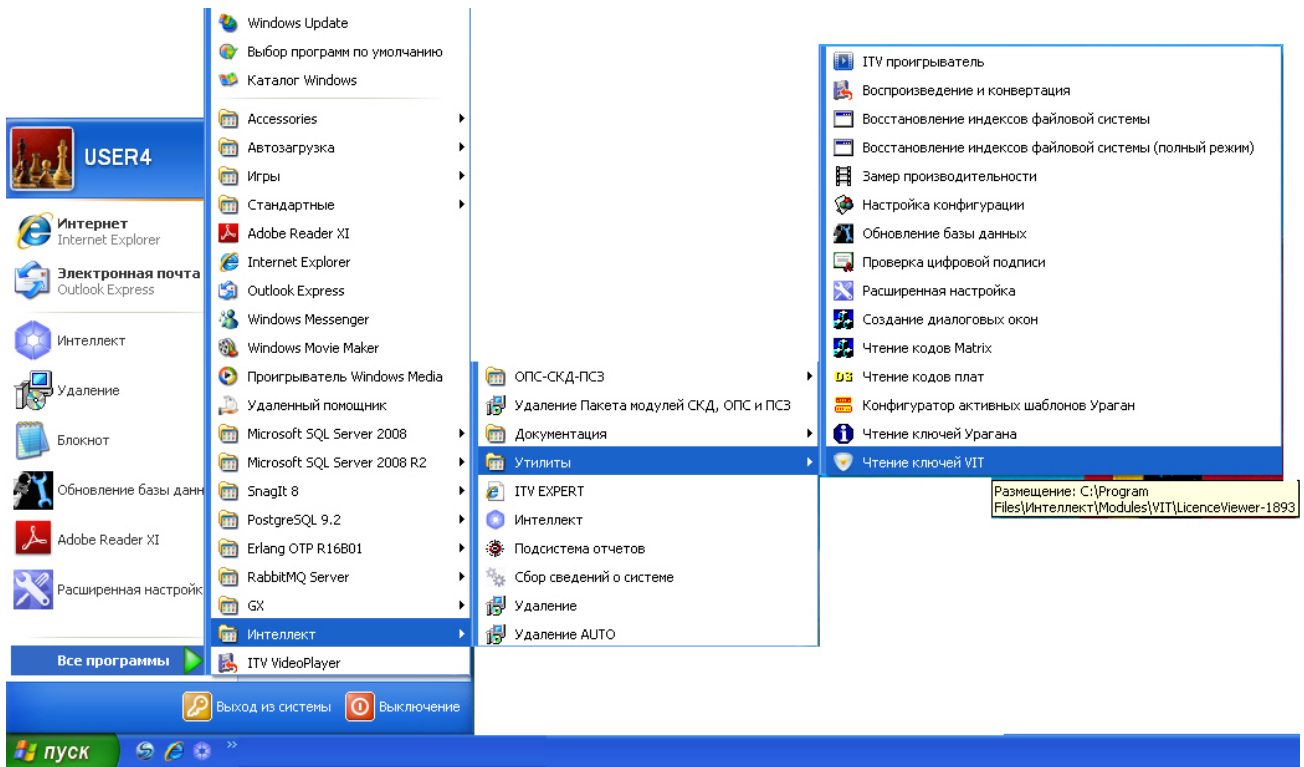 USER4
Интернет
Internet Explorer
Электронная почта
Outlook Express
Интеллект
Удаление
Блокнот
Обновление базы данн
Adobe Reader XI
Расширенная настройк
Все программы
Выход из системы
Выключение
пуск
Windows Update
Выбор программ по умолчанию
Каталог Windows
Accessories
Автозагрузка
Игры
Стандартные
Adobe Reader XI
Internet Explorer
Outlook Express
Windows Messenger
Windows Movie Maker
Проигрыватель Windows Media
Удаленный помощник
Microsoft SQL Server 2008
Microsoft SQL Server 2008 R2
SnagIt 8
PostgreSQL 9.2
Erlang OTP R16B01
RabbitMQ Server
GX
Интеллект
ITV VideoPlayer
ОПС-СКД-ПСЗ
Удаление Пакета модулей СКД, ОПС и ПСЗ
Документация
Утилиты
ITV EXPERT
Интеллект
Подсистема отчетов
Сбор сведений о системе
Удаление
Удаление AUTO
ITV проигрыватель
Воспроизведение и конвертация
Восстановление индексов файловой системы
Восстановление индексов файловой системы (полный режим)
Замер производительности
Настройка конфигурации
Обновление базы данных
Проверка цифровой подписи
Расширенная настройка
Создание диалоговых окон
Чтение кодов Matrix
Чтение кодов плат
Конфигуратор активных шаблонов Ураган
Чтение ключей Урагана
Чтение ключей VIT
Размещение: C:\Program
Files\Интеллект\Modules\VIT\LicenceViewer-1893